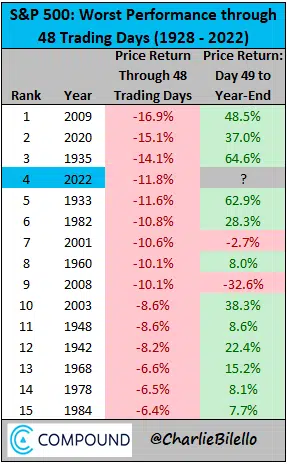 S&P 500: Worst Performance through
48 Trading Days (1928 - 2022)
Price Return Price Return:
Through 48 Day 49 to
Rank Year Trading Days Year-End
1 2009 -16.9% 48.5%
2 2020 -15.1% 37.0%
3 1935 -14.1% 64.6%
4 2022 -11.8% ?
5 1933 -11.6% 62.9%
6 1982 -10.8% 28.3%
7 2001 -10.6% -2.7%
8 1960 -10.1% 8.0%
9 2008 -10.1% -32.6%
10 2003 -8.6% 38.3%
11 1948 -8.6% 8.6%
12 1942 -8.2% 22.4%
13 1968 -6.6% 15.2%
14 1978 -6.5% 8.1%
15 1984 -6.4% 7.7%
COMPOUND @CharlieBilello